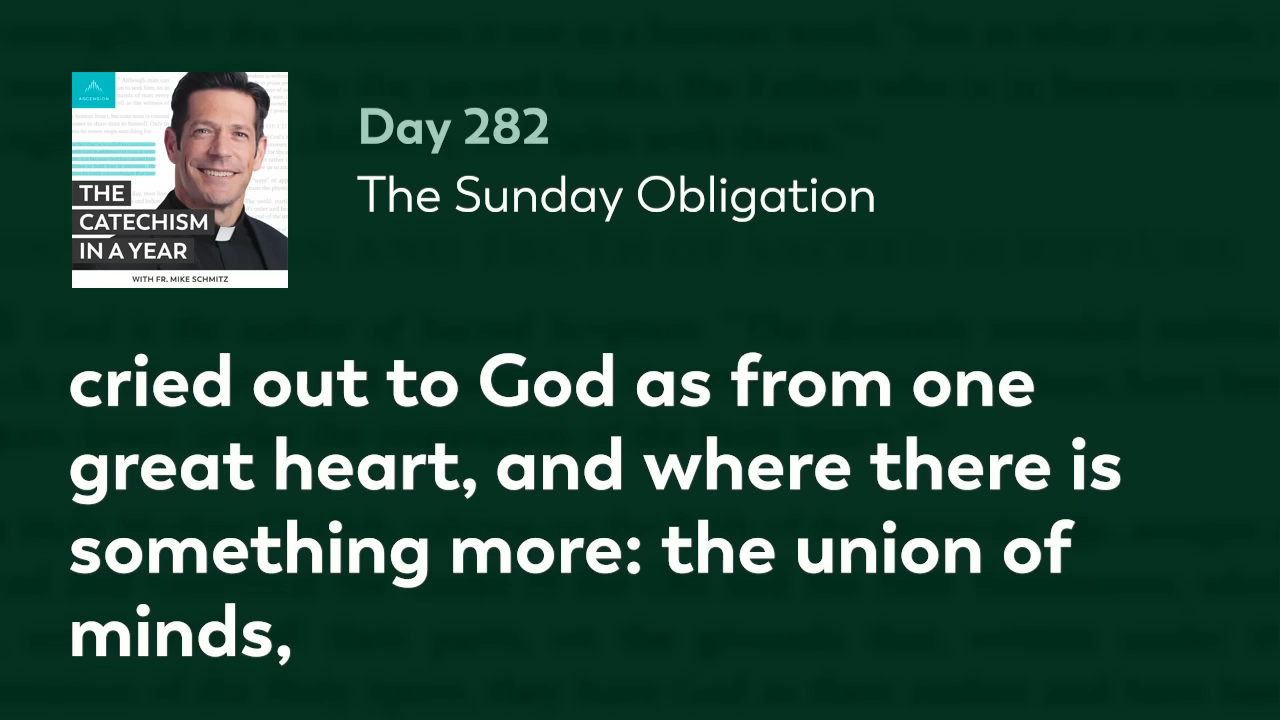 ASCENSION
THE
CATECHISM
IN A YEAR
WITH FR. MIKE SCHMITZ
Day 282
The Sunday Obligation
cried out to God as from one
great heart, and where there is
something more: the union of
minds,